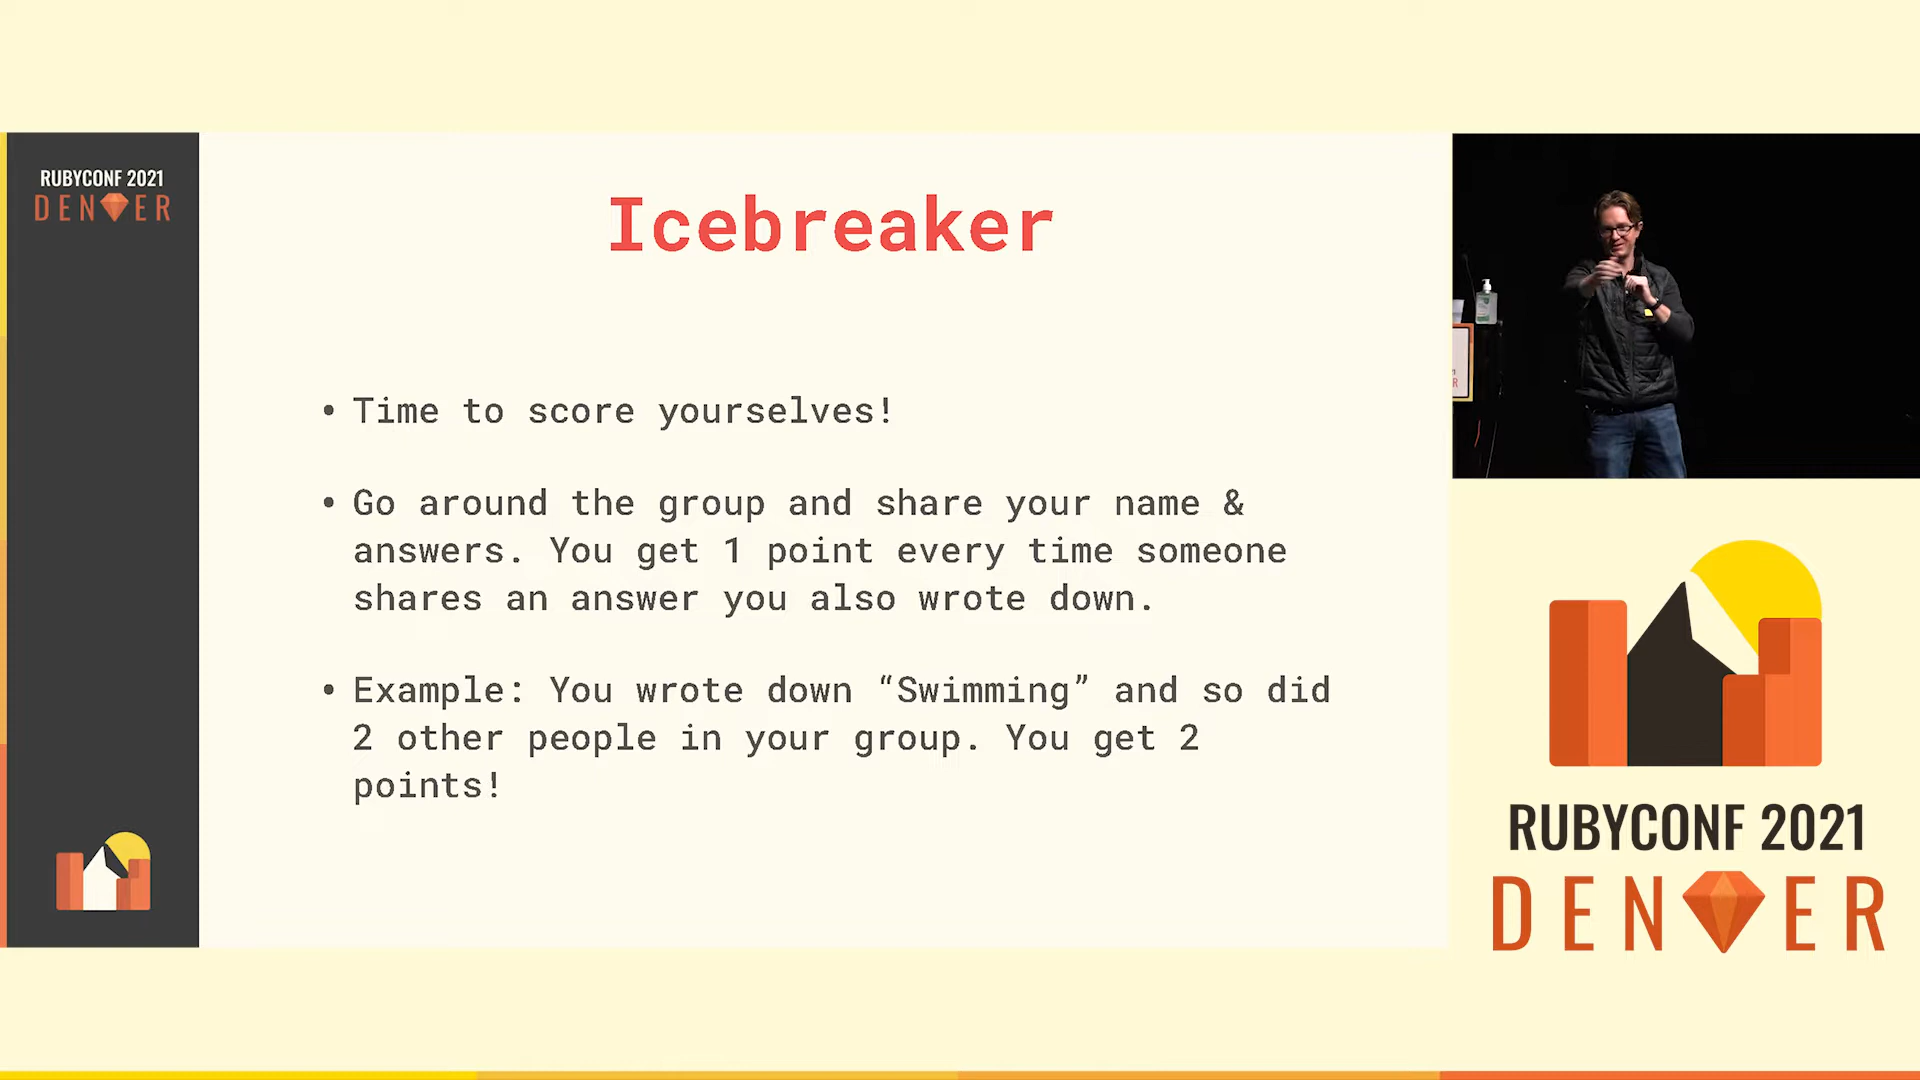 RUBYCONF 2021
DENVER
Icebreaker
• Time to score yourselves!
• Go around the group and share your name &
answers. You get 1 point every time someone
shares an answer you also wrote down.
• Example: You wrote down “Swimming” and so did
2 other people in your group. You get 2
points!
RUBYCONF 2021
DENVER